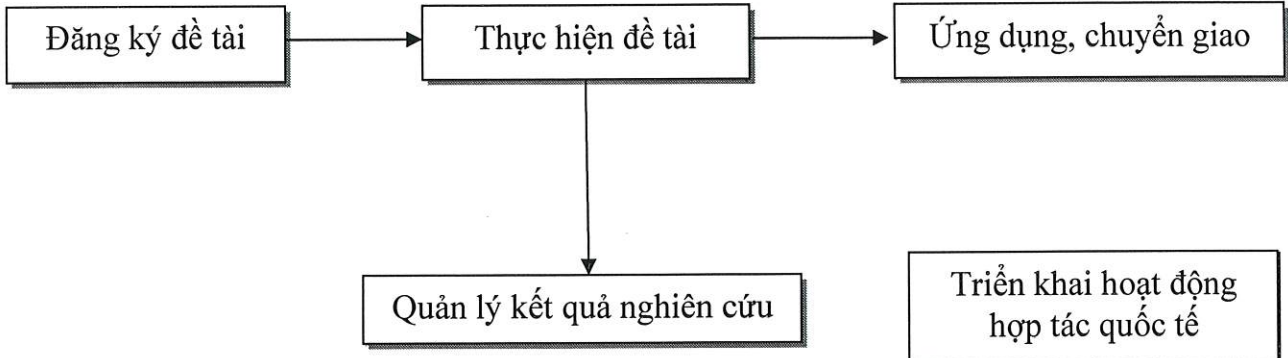 Đăng ký đề tài
Thực hiện đề tài
Ứng dụng, chuyển giao
Quản lý kết quả nghiên cứu
Triển khai hoạt động
hợp tác quốc tế